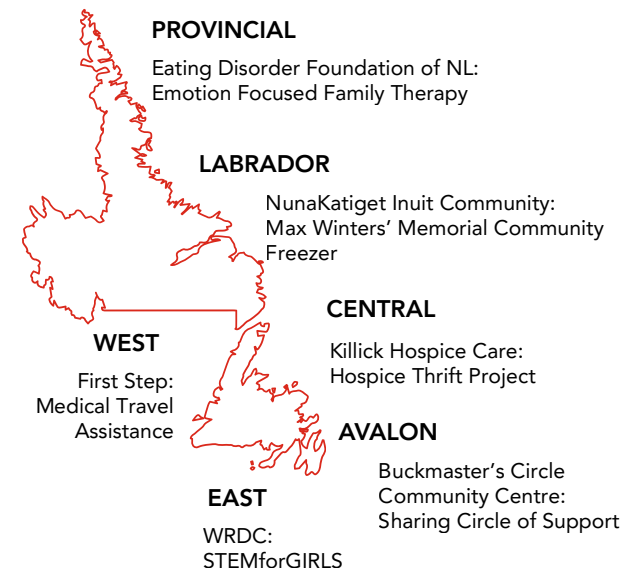 PROVINCIAL
Eating Disorder Foundation of NL:
Emotion Focused Family Therapy
LABRADOR
NunaKatiget Inuit Community:
Max Winters’ Memorial Community
Freezer
CENTRAL
Killick Hospice Care:
Hospice Thrift Project
WEST
First Step:
Medical Travel
Assistance
AVALON
Buckmaster’s Circle
Community Centre:
Sharing Circle of Support
EAST
WRDC:
STEMforGIRLS